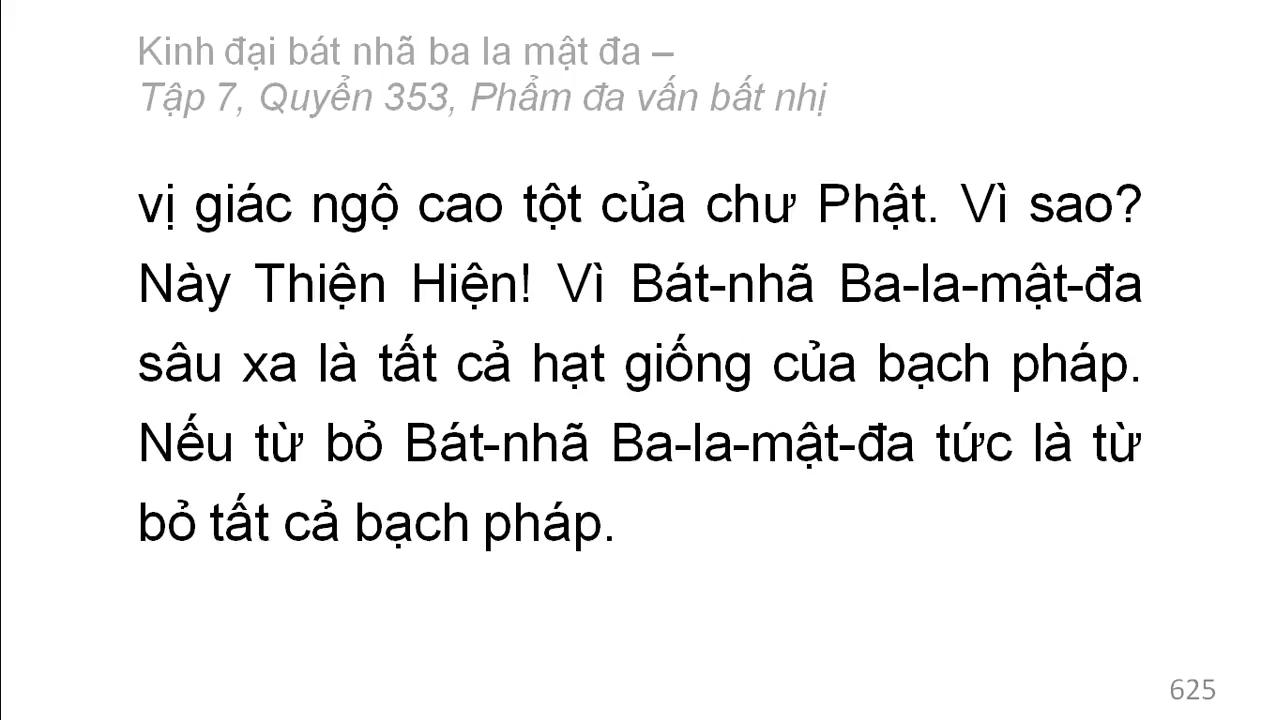 Kinh đại bát nhã ba la mật đa –
Tập 7, Quyển 353, Phẩm đa vấn bất nhị
vị giác ngộ cao tột của chư Phật. Vì sao?
Này Thiện Hiện! Vì Bát-nhã Ba-la-mật-đa
sâu xa là tất cả hạt giống của bạch pháp.
Nếu từ bỏ Bát-nhã Ba-la-mật-đa tức là từ
bỏ tất cả bạch pháp.
625